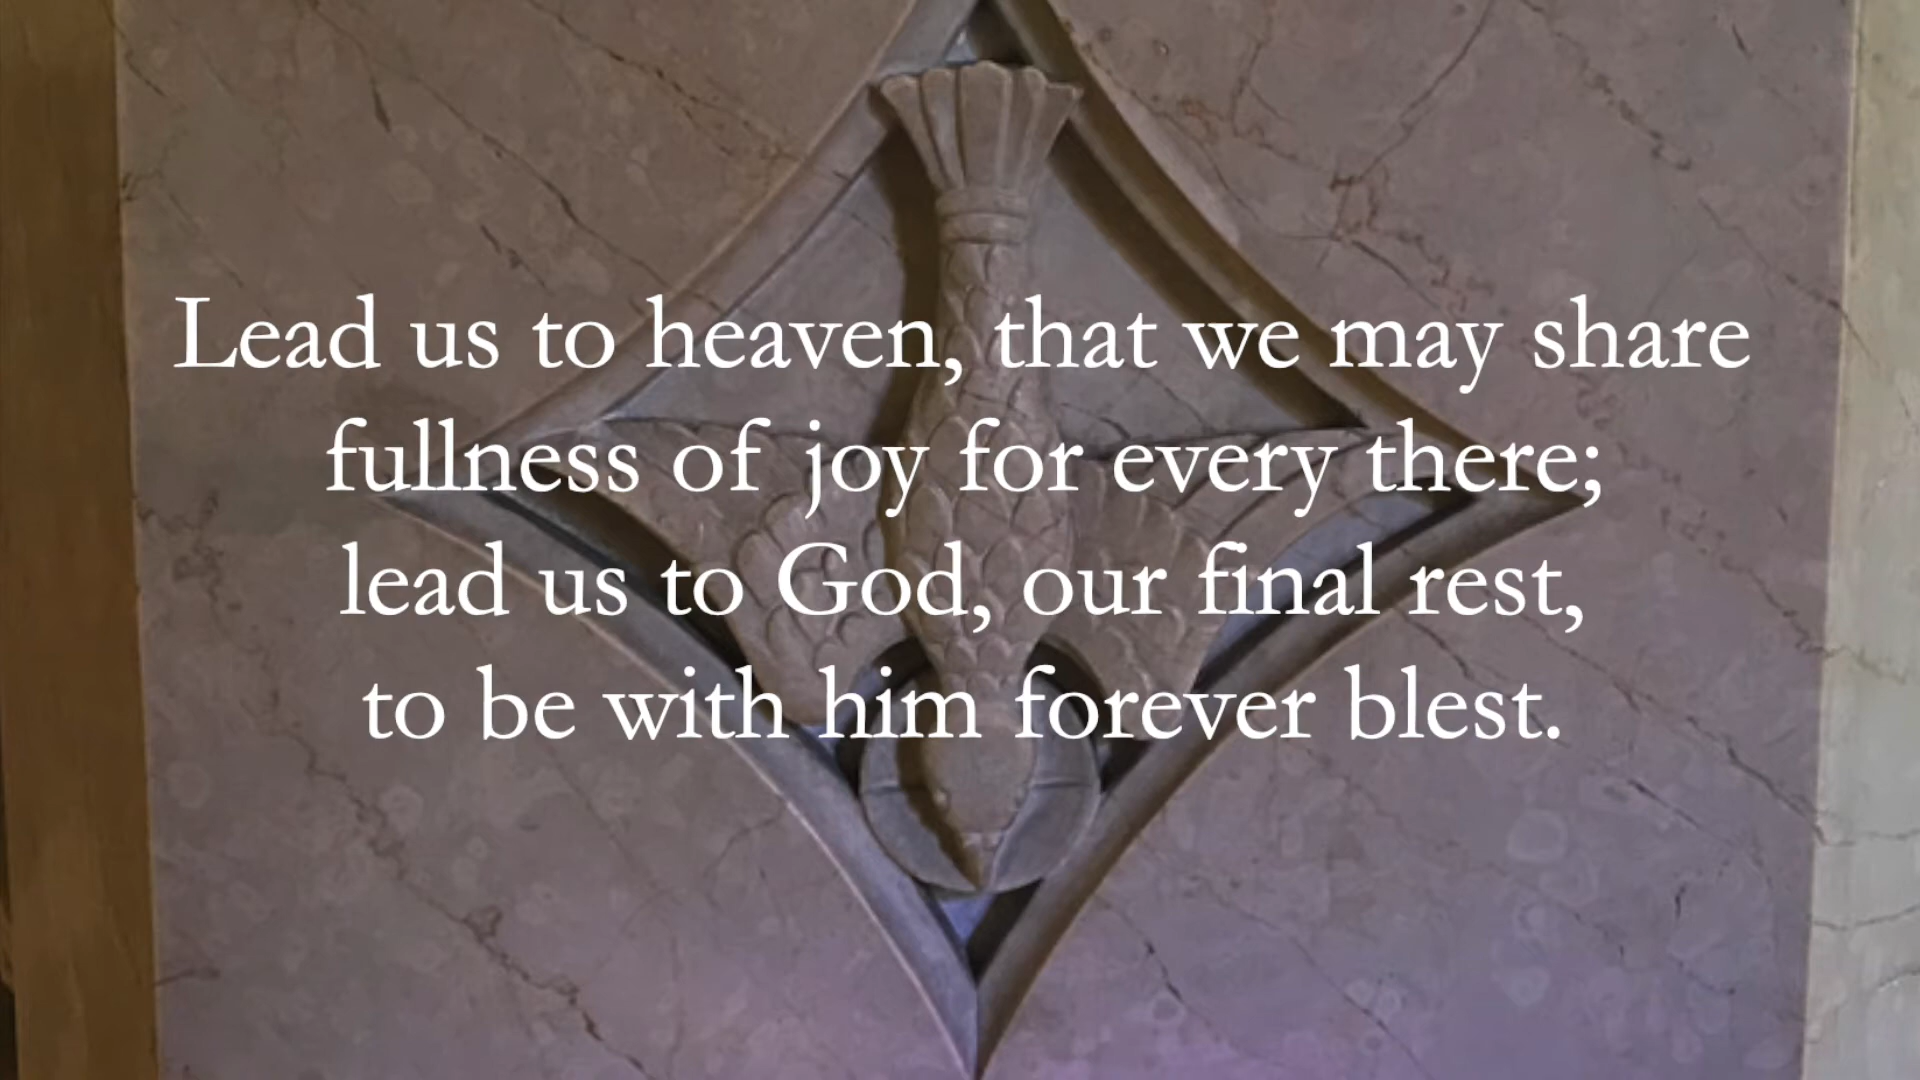 Lead us to heaven, that we may share
fullness of joy for every there;
lead us to God, our final rest,
to be with him forever blest.